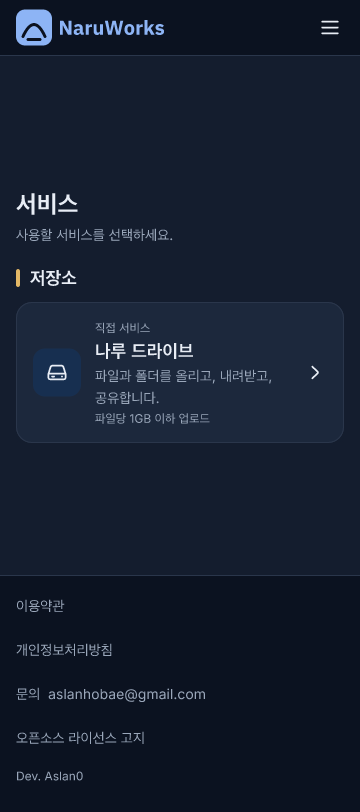 NaruWorks
서비스
사용할 서비스를 선택하세요.
저장소
직접 서비스
나루 드라이브
파일과 폴더를 올리고, 내려받고,
공유합니다.
파일당 1GB 이하 업로드
이용약관
개인정보처리방침
문의 aslanhobae@gmail.com
오픈소스 라이선스 고지
Dev. Aslan0